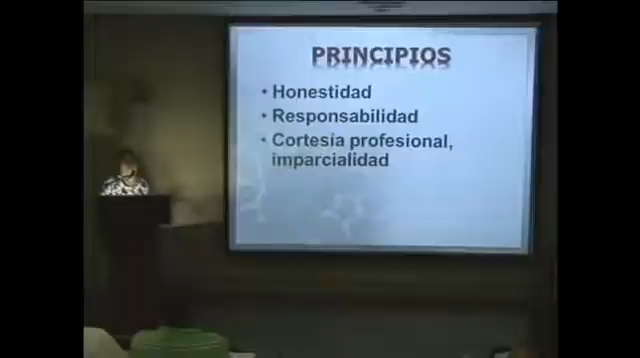 PRINCIPIOS
• Honestidad
• Responsabilidad
• Cortesía profesional,
imparcialidad